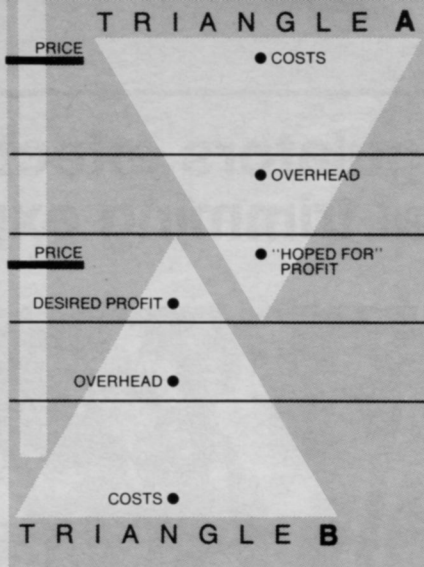 TRIANGLE A
PRICE
COSTS
OVERHEAD
PRICE
"HOPED FOR"
PROFIT
DESIRED PROFIT
OVERHEAD
COSTS
TRIANGLE B